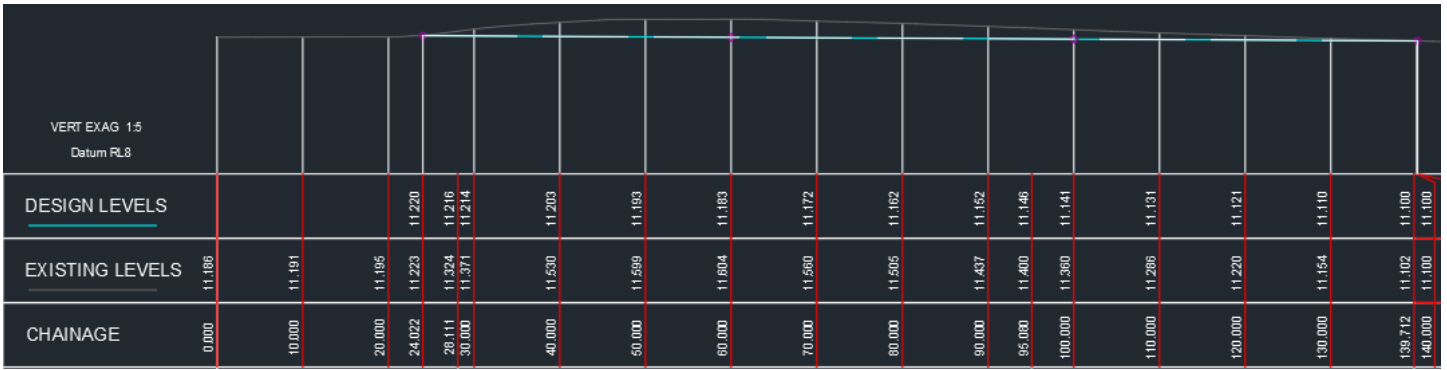 VERT EXAG 1:5
Datum RL8
DESIGN LEVELS 11.220 11.216 11.214 11.203 11.193 11.183 11.172 11.162 11.152 11.146 11.141 11.131 11.121 11.110 11.100 11.100
EXISTING LEVELS 11.186 11.191 11.195 11.223 11.324 11.371 11.530 11.599 11.604 11.560 11.505 11.437 11.400 11.360 11.286 11.220 11.154 11.102 11.100
CHAINAGE 0.000 10.000 20.000 24.022 28.111 30.000 40.000 50.000 60.000 70.000 80.000 90.000 95.080 100.000 110.000 120.000 130.000 139.712 140.000